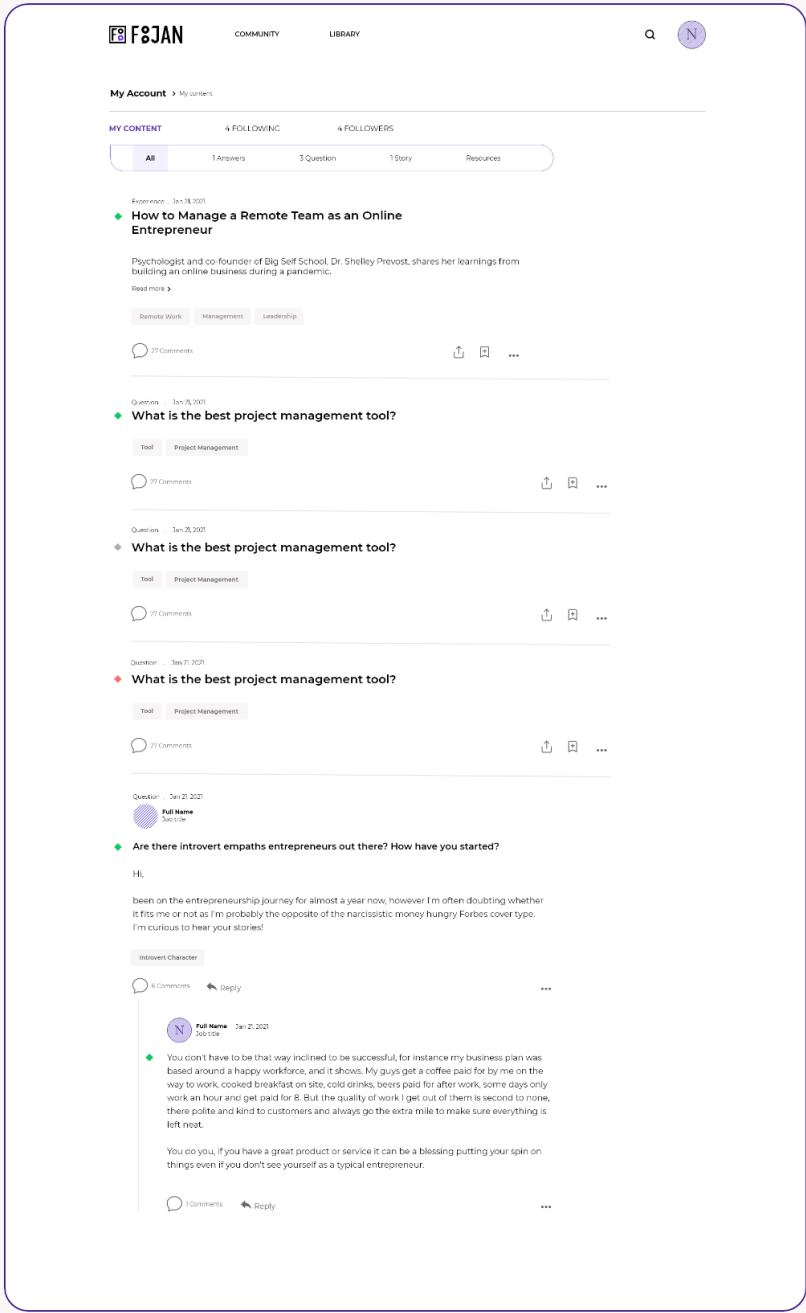 FOJAN
COMMUNITY
LIBRARY
N
My Account > My content
MY CONTENT
4 FOLLOWING
4 FOLLOWERS
All
1 Answers
3 Question
1 Story
Resources
Experience . Jan 21, 2021
How to Manage a Remote Team as an Online
Entrepreneur
Psychologist and co-founder of Big Self School, Dr. Shelley Prevost, shares her learnings from
building an online business during a pandemic.
Read more >
Remote Work
Management
Leadership
27 Comments
Question . Jan 21, 2021
What is the best project management tool?
Tool
Project Management
27 Comments
Question . Jan 21, 2021
What is the best project management tool?
Tool
Project Management
27 Comments
Question . Jan 21, 2021
What is the best project management tool?
Tool
Project Management
27 Comments
Question . Jan 21, 2021
Full Name
Job title
Are there introvert empaths entrepreneurs out there? How have you started?
Hi,
been on the entrepreneurship journey for almost a year now, however I'm often doubting whether
it fits me or not as I'm probably the opposite of the narcissistic money hungry Forbes cover type.
I'm curious to hear your stories!
Introvert Character
6 Comments
Reply
N
Full Name Jan 21, 2021
Job title
You don't have to be that way inclined to be successful, for instance my business plan was
based around a happy workforce, and it shows. My guys get a coffee paid for by me on the
way to work, cooked breakfast on site, cold drinks, beers paid for after work, some days only
work an hour and get paid for 8. But the quality of work I get out of them is second to none,
there polite and kind to customers and always go the extra mile to make sure everything is
left neat.
You do you, if you have a great product or service it can be a blessing putting your spin on
things even if you don't see yourself as a typical entrepreneur.
1 Comments
Reply